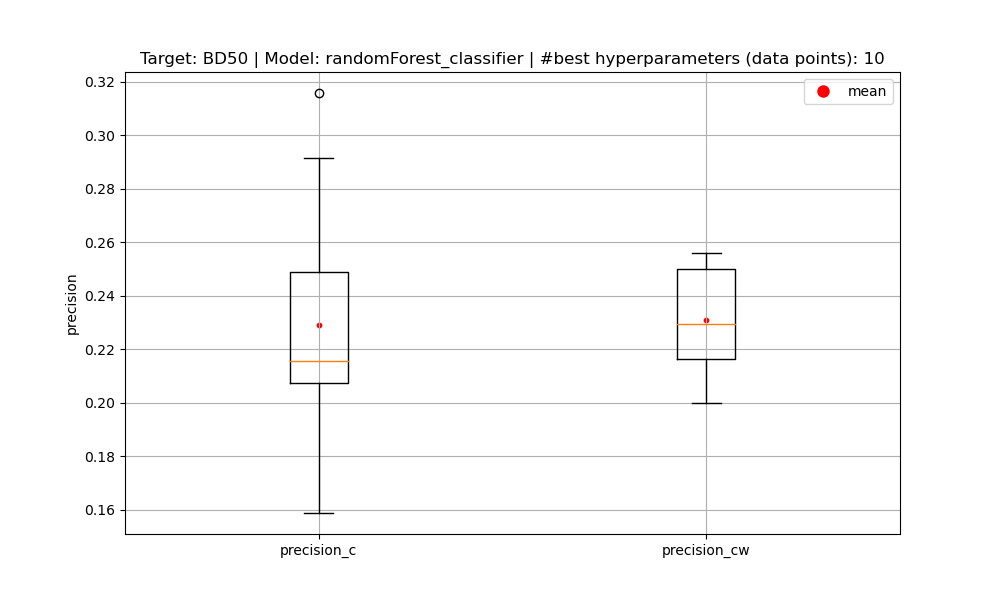 Target: BD50 | Model: randomForest_classifier | #best hyperparameters (data points): 10
mean
0.32
0.30
0.28
0.26
0.24
0.22
0.20
0.18
0.16
precision
precision_c
precision_cw